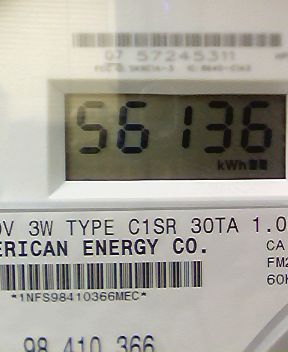 07 57245311
56136
kWh
0V 3W TYPE C1SR 30TA 1.0
ERICAN ENERGY CO.
CA
FM2
60H
*1NFS98410366MEC*
98 410 366